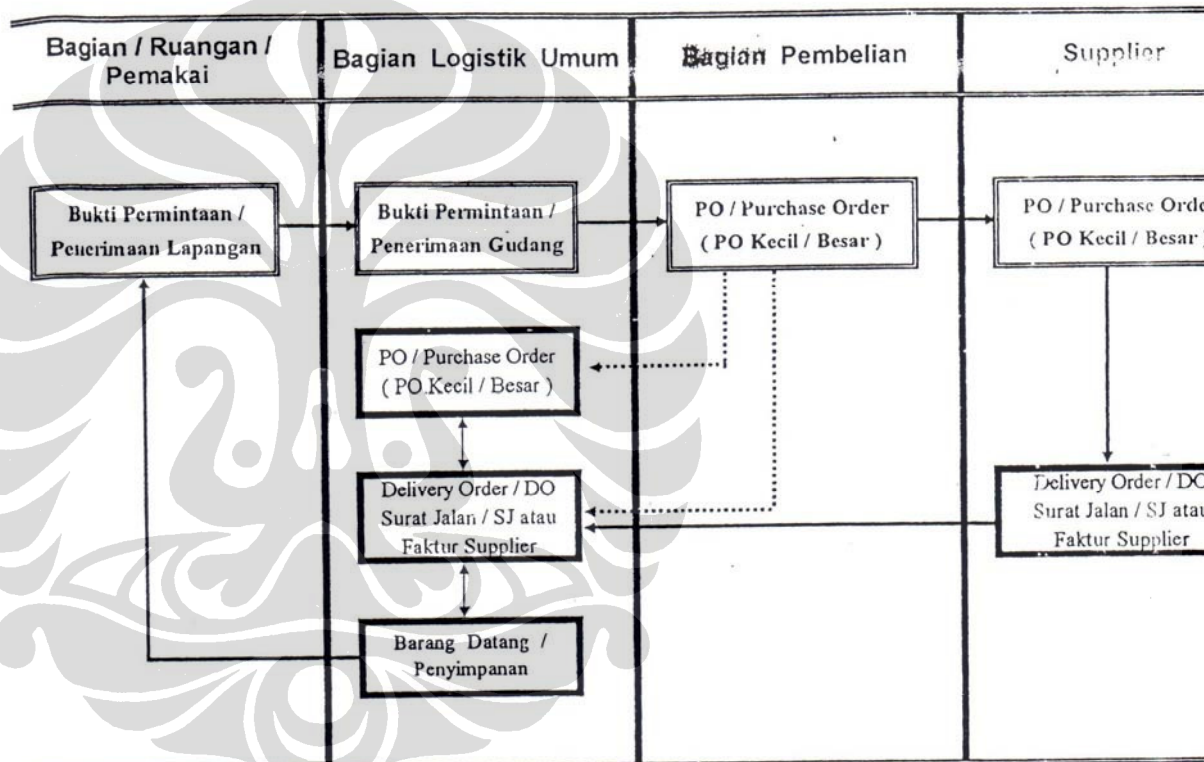 Bagian / Ruangan /
Pemakai
Bagian Logistik Umum
Bagian Pembelian
Supplier
Bukti Permintaan /
Penerimaan Lapangan
Bukti Permintaan /
Penerimaan Gudang
PO / Purchase Order
( PO Kecil / Besar )
PO / Purchase Orde
( PO Kecil / Besar )
PO / Purchase Order
( PO Kecil / Besar )
Delivery Order / DO
Surat Jalan / SJ atau
Faktur Supplier
Delivery Order / DO
Surat Jalan / SJ atau
Faktur Supplier
Barang Datang /
Penyimpanan